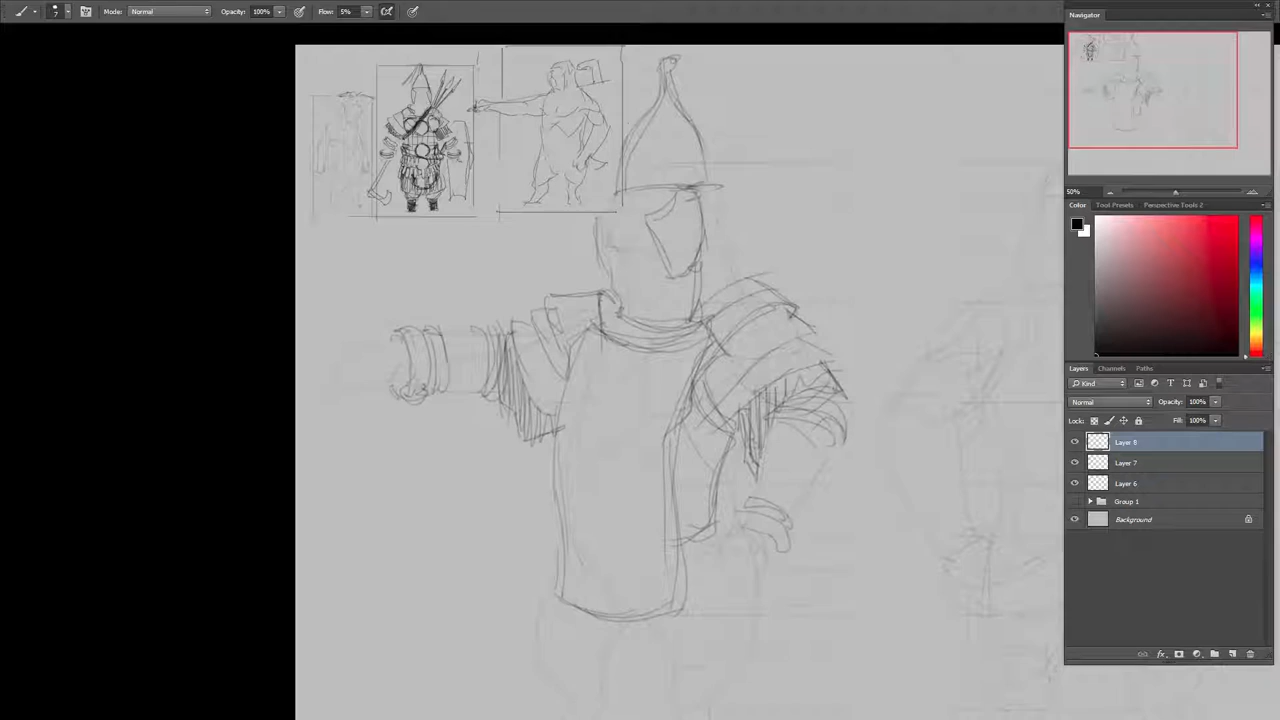 7 Mode: Normal Opacity: 100% Flow: 5%
Navigator
50%
Color Tool Presets Perspective Tools 2
Layers Channels Paths
Kind
Normal Opacity: 100%
Lock: Fill: 100%
Layer 8
Layer 7
Layer 6
Group 1
Background